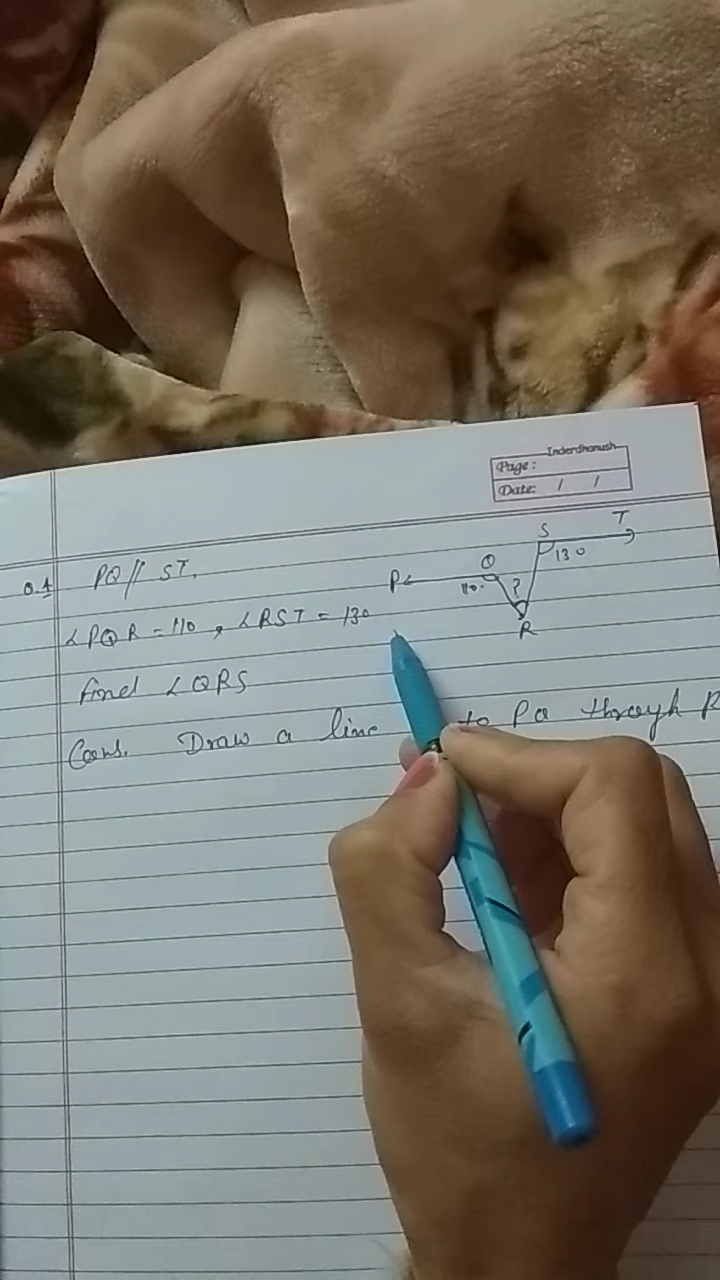 Inderdhanush
Page :
Date: / /
Q.1 PQ // ST.
∠PQR = 110, ∠RST = 130
find ∠QRS
Cons. Draw a line to PQ through R
S T
130
P Q
110.
?
R